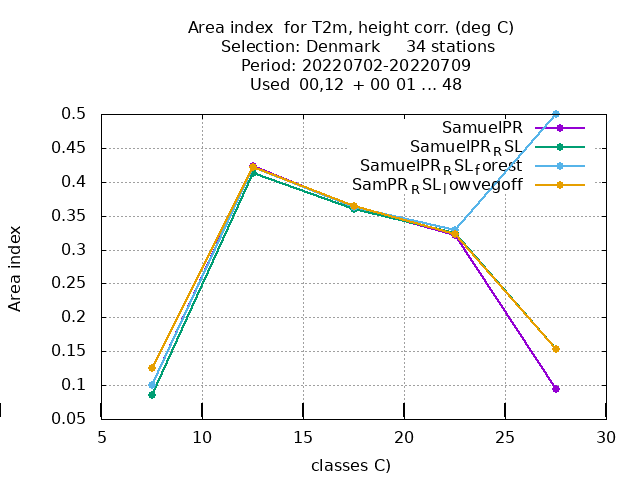 Area index  for T2m, height corr. (deg C)
Selection: Denmark     34 stations
Period: 20220702-20220709
Used  00,12  + 00 01 ... 48
0.5
0.45
0.4
0.35
0.3
0.25
0.2
0.15
0.1
0.05
Area index
SamuelPR
SamuelPR_RSL
SamuelPR_RSL_forest
SamPR_RSL_lowvegoff
5 10 15 20 25 30
classes C)